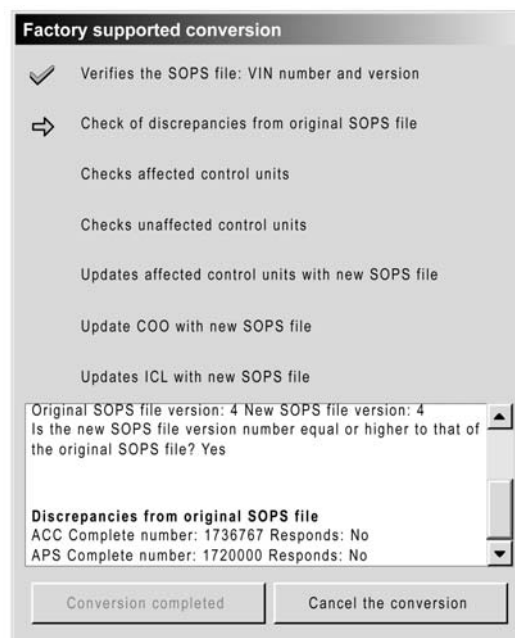 Factory supported conversion
Verifies the SOPS file: VIN number and version
Check of discrepancies from original SOPS file
Checks affected control units
Checks unaffected control units
Updates affected control units with new SOPS file
Update COO with new SOPS file
Updates ICL with new SOPS file
Original SOPS file version: 4 New SOPS file version: 4
Is the new SOPS file version number equal or higher to that of
the original SOPS file? Yes
Discrepancies from original SOPS file
ACC Complete number: 1736767 Responds: No
APS Complete number: 1720000 Responds: No
Conversion completed
Cancel the conversion